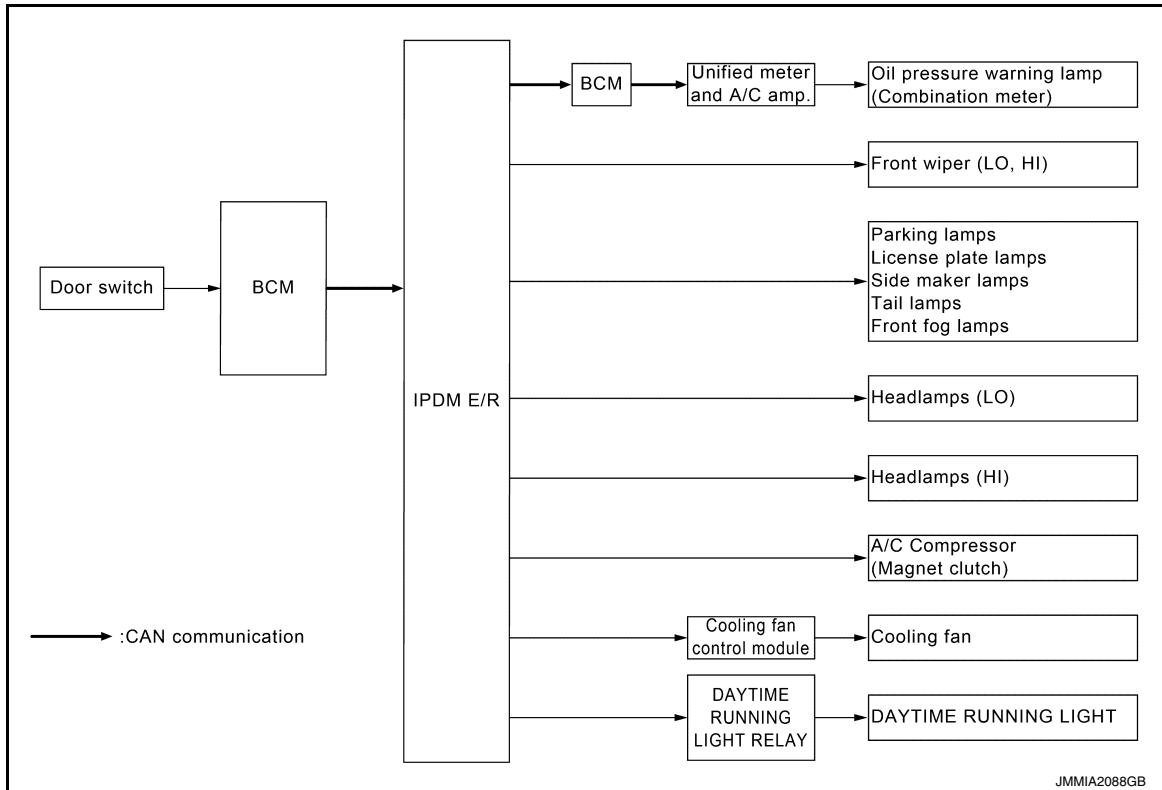 BCM
Unified meter
and A/C amp.
Oil pressure warning lamp
(Combination meter)
Front wiper (LO, HI)
Parking lamps
License plate lamps
Side maker lamps
Tail lamps
Front fog lamps
Door switch
BCM
IPDM E/R
Headlamps (LO)
Headlamps (HI)
A/C Compressor
(Magnet clutch)
:CAN communication
Cooling fan
control module
Cooling fan
DAYTIME
RUNNING
LIGHT RELAY
DAYTIME RUNNING LIGHT
JMMIA2088GB